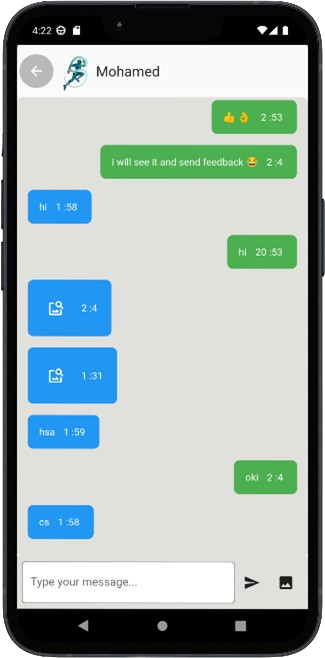 4:22
Mohamed
👍👌 2 :53
i will see it and send feedback 😂 2 :4
hi 1 :58
hi 20 :53
2 :4
1 :31
hsa 1 :59
oki 2 :4
cs 1 :58
Type your message...